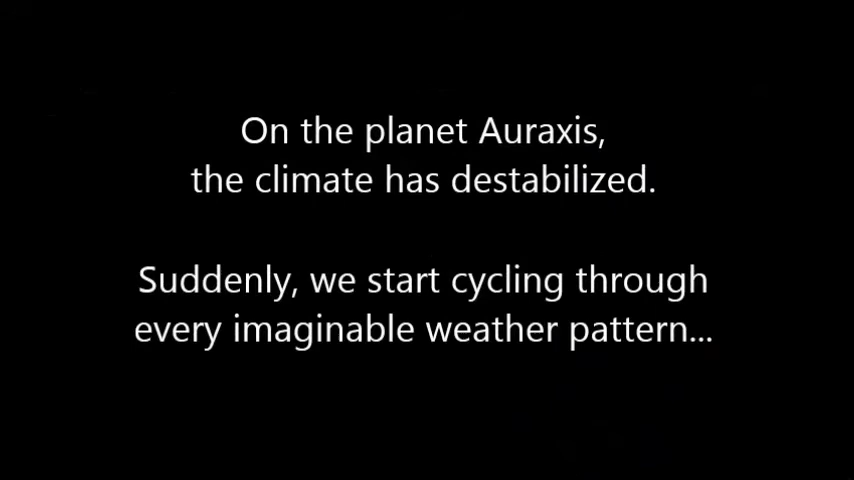 On the planet Auraxis,
the climate has destabilized.
Suddenly, we start cycling through
every imaginable weather pattern...